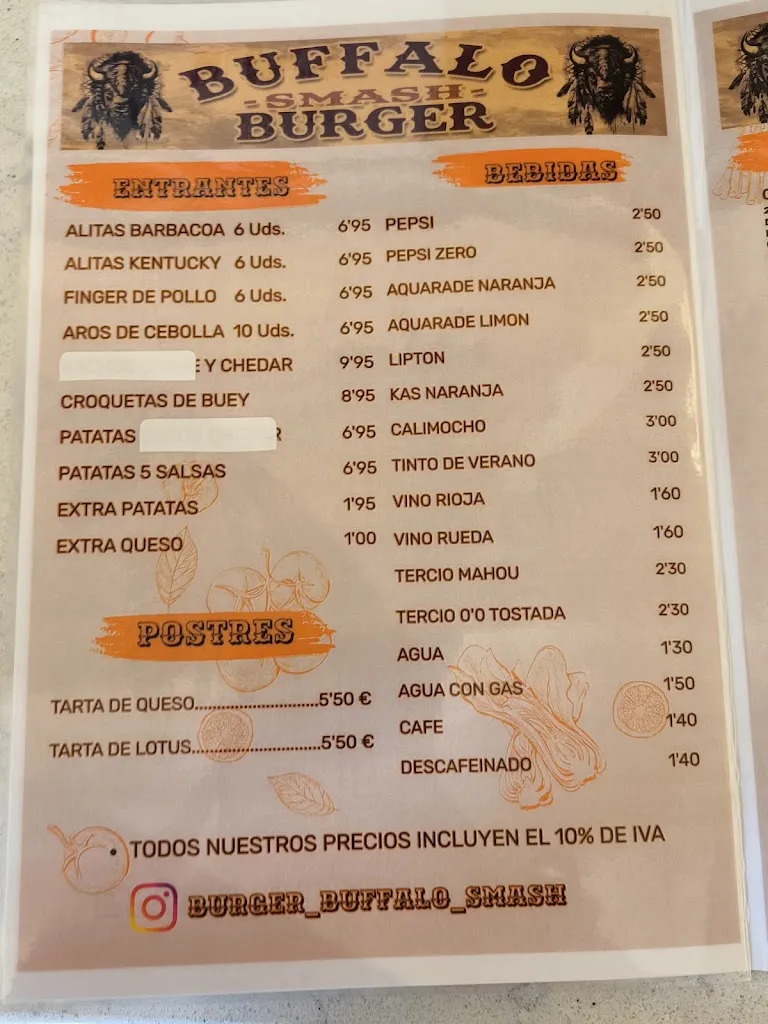 BUFFALO
-SMASH-
BURGER
ENTRANTES
ALITAS BARBACOA 6 Uds. 6'95
ALITAS KENTUCKY 6 Uds. 6'95
FINGER DE POLLO 6 Uds. 6'95
AROS DE CEBOLLA 10 Uds. 6'95
Y CHEDAR 9'95
CROQUETAS DE BUEY 8'95
PATATAS 6'95
PATATAS 5 SALSAS 6'95
EXTRA PATATAS 1'95
EXTRA QUESO 1'00
POSTRES
TARTA DE QUESO..............................5'50 €
TARTA DE LOTUS...............................5'50 €
BEBIDAS
PEPSI 2'50
PEPSI ZERO 2'50
AQUARADE NARANJA 2'50
AQUARADE LIMON 2'50
LIPTON 2'50
KAS NARANJA 2'50
CALIMOCHO 3'00
TINTO DE VERANO 3'00
VINO RIOJA 1'60
VINO RUEDA 1'60
TERCIO MAHOU 2'30
TERCIO 0'0 TOSTADA 2'30
AGUA 1'30
AGUA CON GAS 1'50
CAFE 1'40
DESCAFEINADO 1'40
• TODOS NUESTROS PRECIOS INCLUYEN EL 10% DE IVA
BURGER_BUFFALO_SMASH